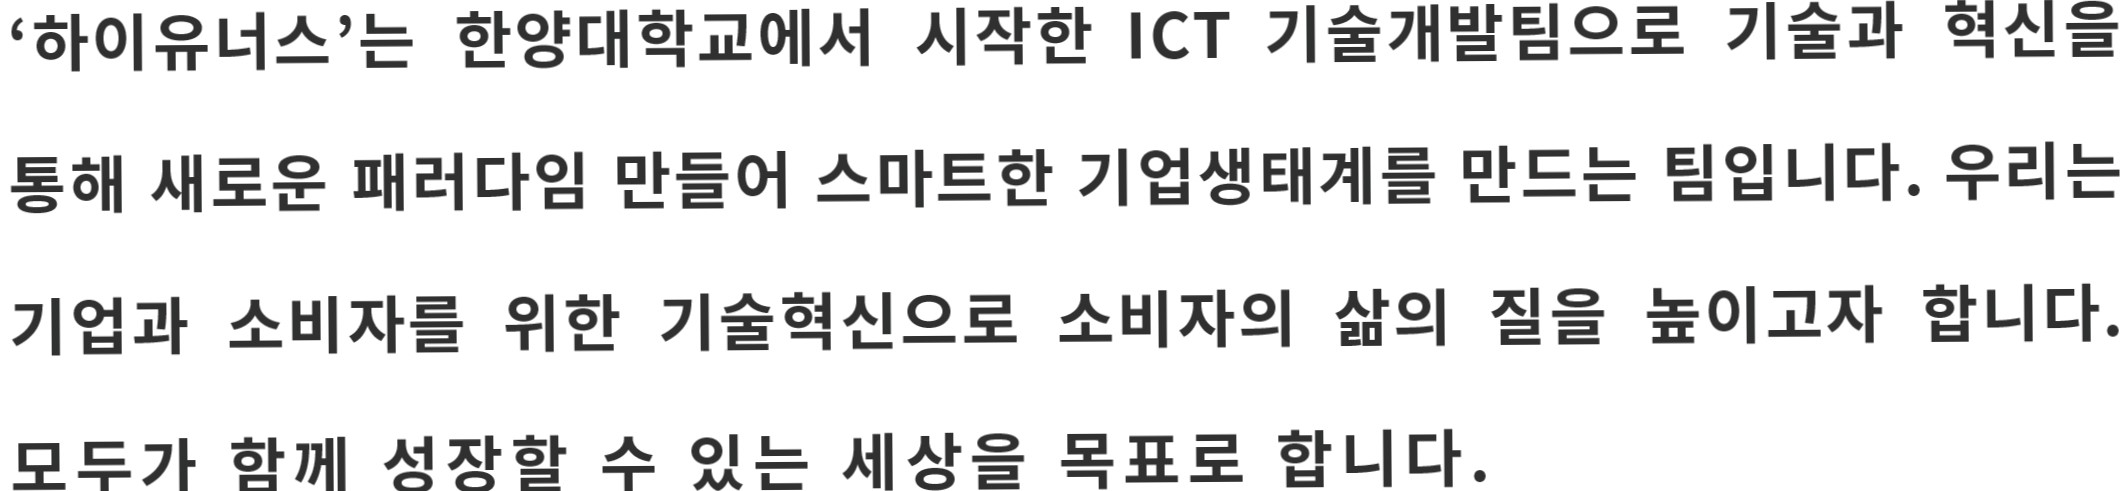 ‘하이유너스’는 한양대학교에서 시작한 ICT 기술개발팀으로 기술과 혁신을
통해 새로운 패러다임 만들어 스마트한 기업생태계를 만드는 팀입니다. 우리는
기업과 소비자를 위한 기술혁신으로 소비자의 삶의 질을 높이고자 합니다.
모두가 함께 성장할 수 있는 세상을 목표로 합니다.